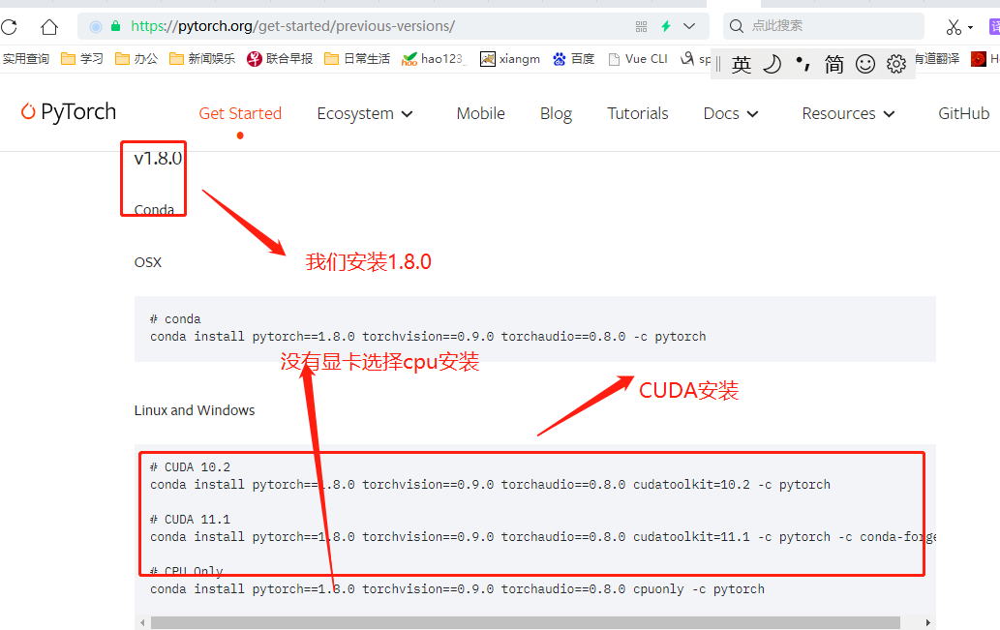 https://pytorch.org/get-started/previous-versions/
点此搜索
实用查询 学习 办公 新闻娱乐 联合早报 日常生活 hao123_ xiangm 百度 Vue CLI sp 英 简 有道翻译
PyTorch
Get Started Ecosystem Mobile Blog Tutorials Docs Resources GitHub
v1.8.0
Conda
我们安装1.8.0
OSX
# conda
conda install pytorch==1.8.0 torchvision==0.9.0 torchaudio==0.8.0 -c pytorch
没有显卡选择cpu安装
CUDA安装
Linux and Windows
# CUDA 10.2
conda install pytorch==1.8.0 torchvision==0.9.0 torchaudio==0.8.0 cudatoolkit=10.2 -c pytorch
# CUDA 11.1
conda install pytorch==1.8.0 torchvision==0.9.0 torchaudio==0.8.0 cudatoolkit=11.1 -c pytorch -c conda-forge
# CPU Only
conda install pytorch==1.8.0 torchvision==0.9.0 torchaudio==0.8.0 cpuonly -c pytorch